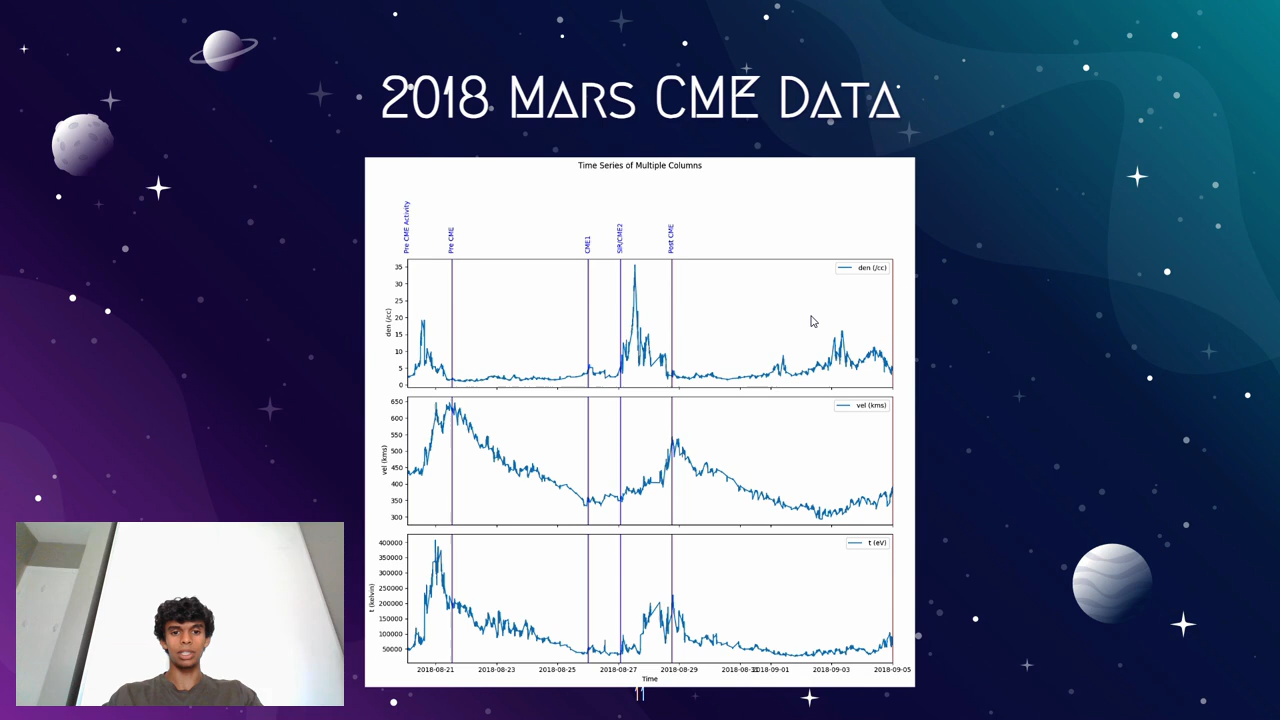 2018 Mars CME Data
Time Series of Multiple Columns
Pre CME Activity
Pre CME
CME1
SIR/CME2
Post CME
den (/cc)
den (/cc)
35
30
25
20
15
10
5
0
vel (kms)
vel (kms)
650
600
550
500
450
400
350
300
t (eV)
t (kelvin)
400000
350000
300000
250000
200000
150000
100000
50000
2018-08-21 2018-08-23 2018-08-25 2018-08-27 2018-08-29 2018-09-01 2018-09-03 2018-09-05
Time